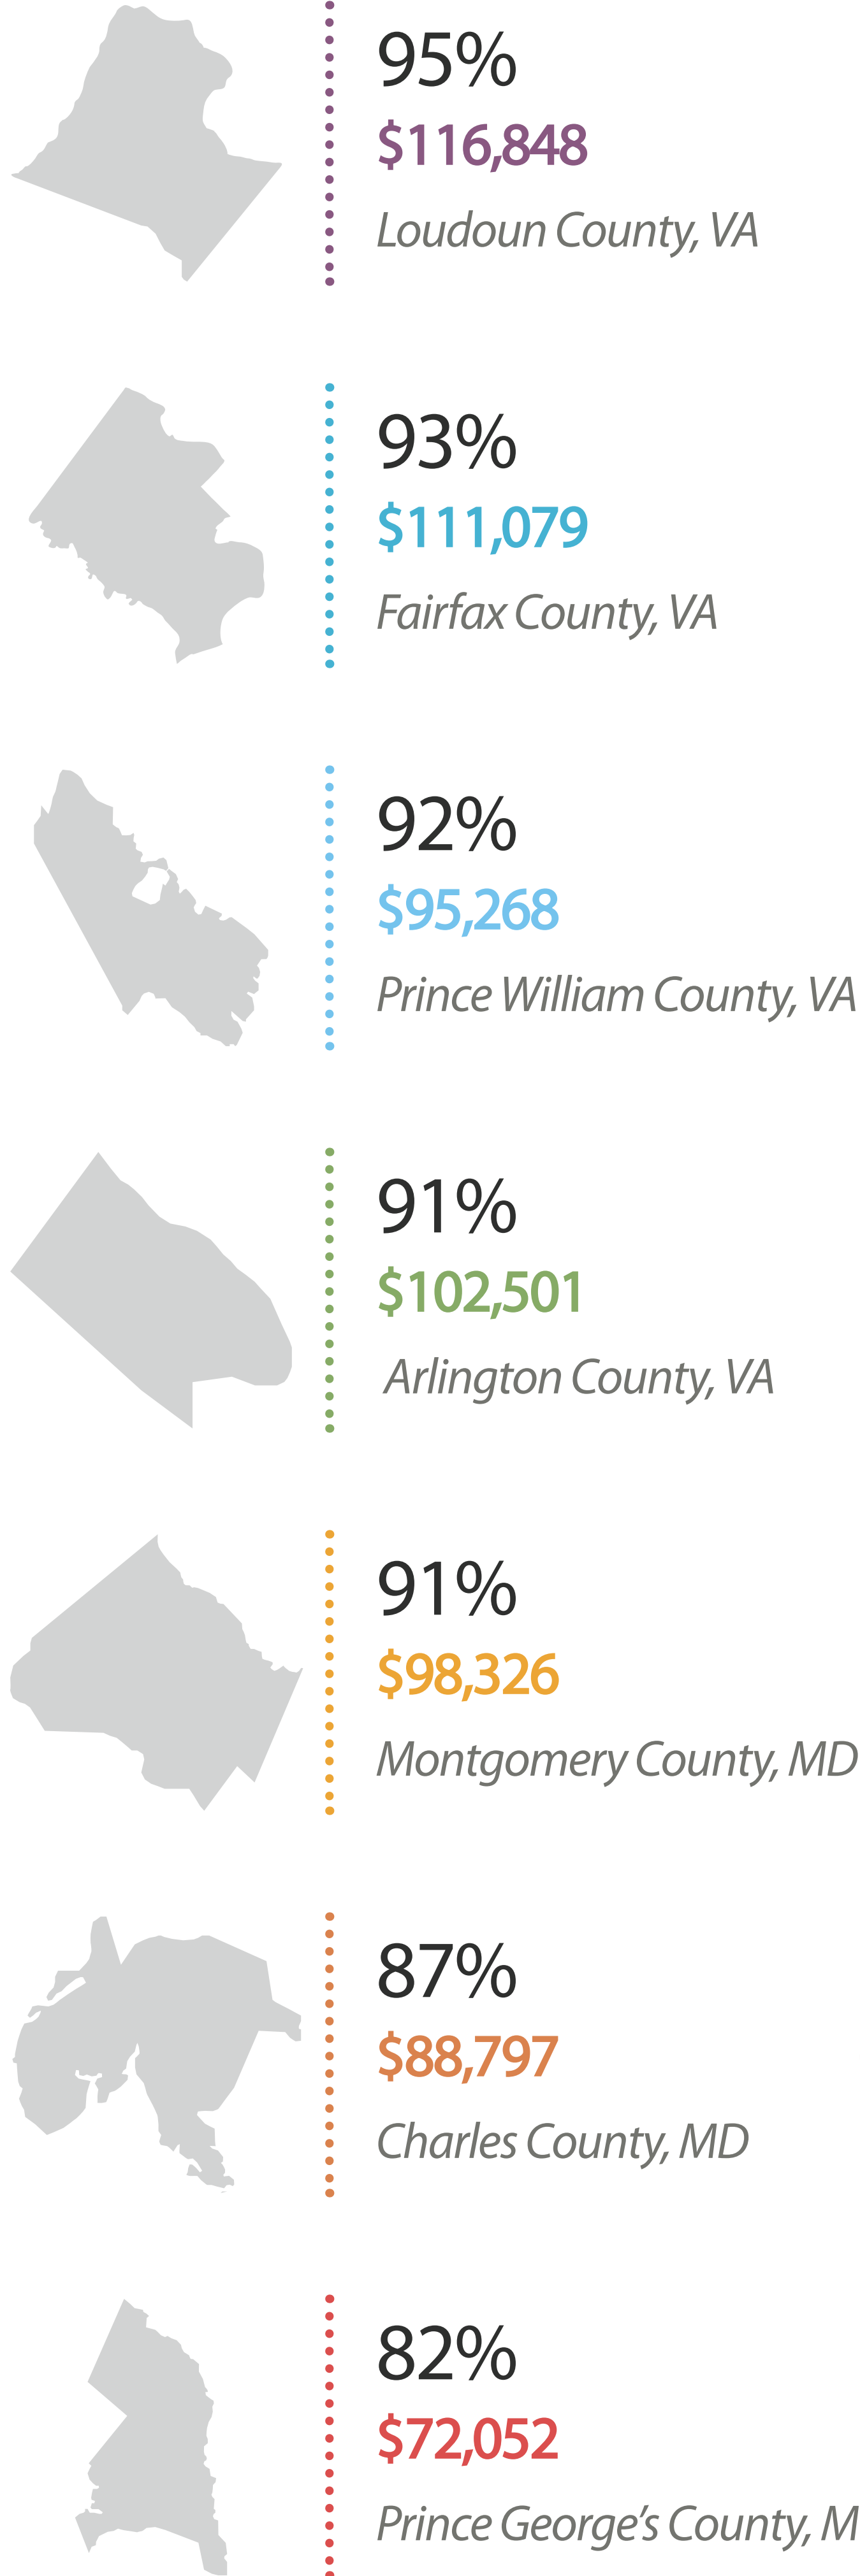 95%
$116,848
Loudoun County, VA
93%
$111,079
Fairfax County, VA
92%
$95,268
Prince William County, VA
91%
$102,501
Arlington County, VA
91%
$98,326
Montgomery County, MD
87%
$88,797
Charles County, MD
82%
$72,052
Prince George’s County, M